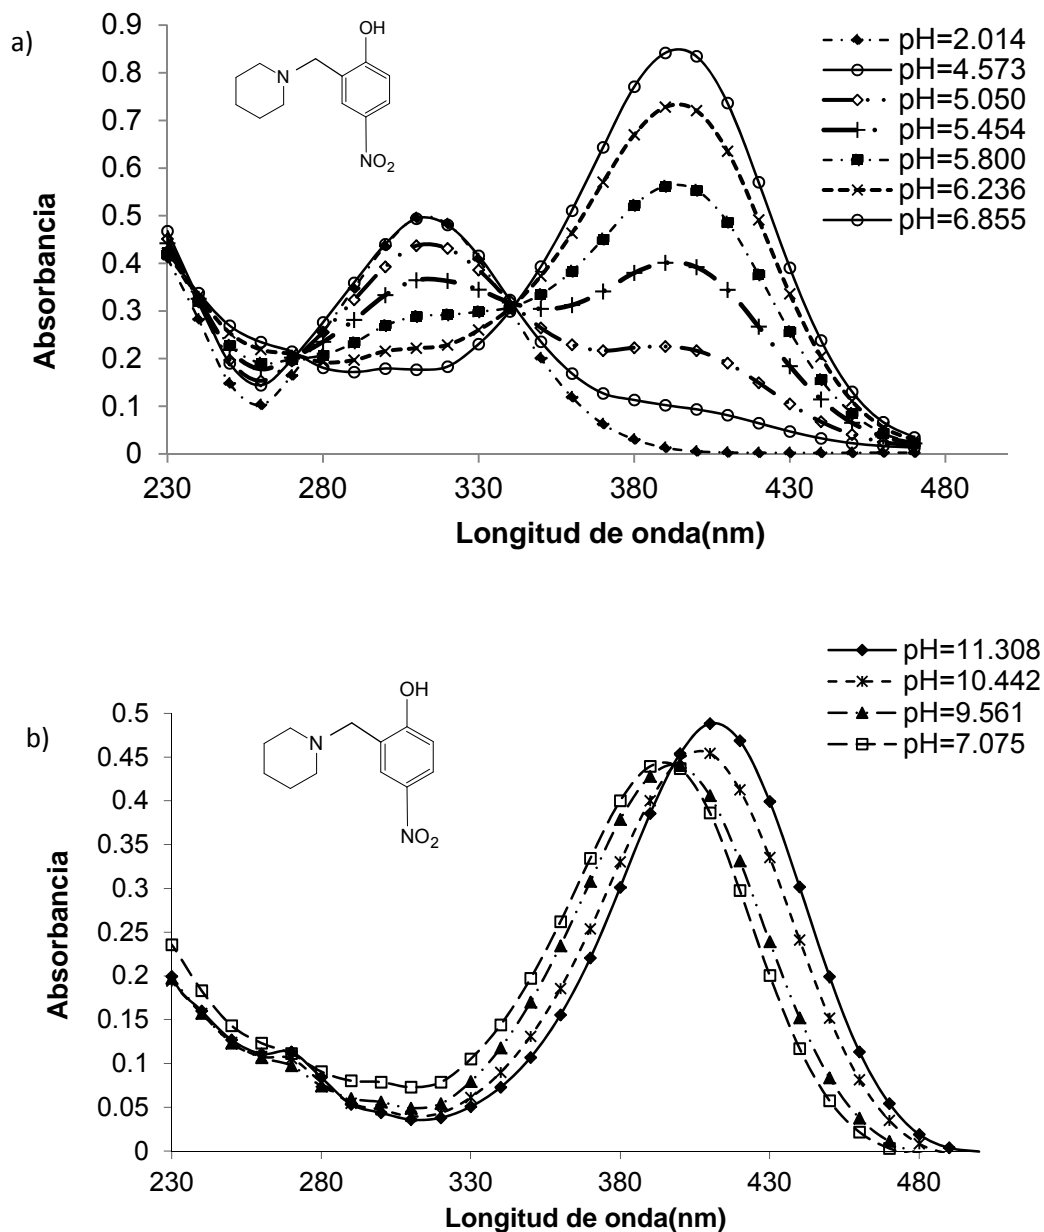 a)
OH
N
NO2
pH=2.014
pH=4.573
pH=5.050
pH=5.454
pH=5.800
pH=6.236
pH=6.855
Absorbancia
0.9
0.8
0.7
0.6
0.5
0.4
0.3
0.2
0.1
0
230 280 330 380 430 480
Longitud de onda(nm)
b)
OH
N
NO2
pH=11.308
pH=10.442
pH=9.561
pH=7.075
Absorbancia
0.5
0.45
0.4
0.35
0.3
0.25
0.2
0.15
0.1
0.05
0
230 280 330 380 430 480
Longitud de onda(nm)